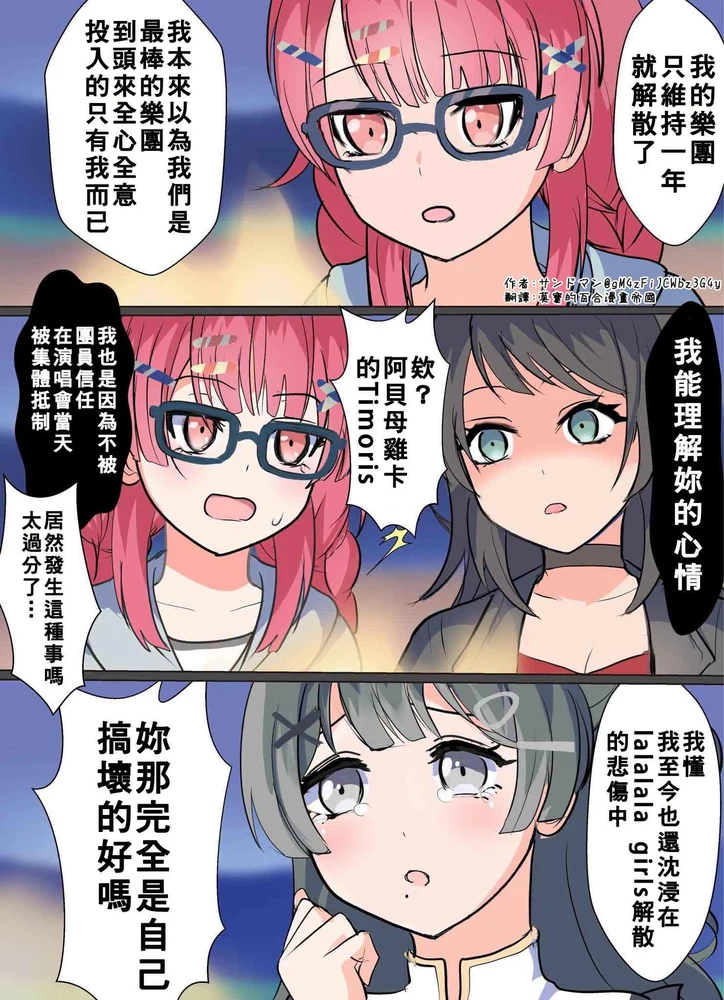 我的樂團
只維持一年
就解散了
我本來以為我們是
最棒的樂團
到頭來全心全意
投入的只有我而已
作者:サンドマン@aMGzFiJCWbz3G4y
翻譯:莫寶的百合漫畫帝國
我能理解妳的心情
欸?
阿貝母雞卡
的Timoris
我也是因為不被
團員信任
在演唱會當天
被集體抵制
居然發生這種事嗎
太過分了…
我懂
我至今也還沈浸在
lalalala girls解散
的悲傷中
妳那完全是自己
搞壞的好嗎